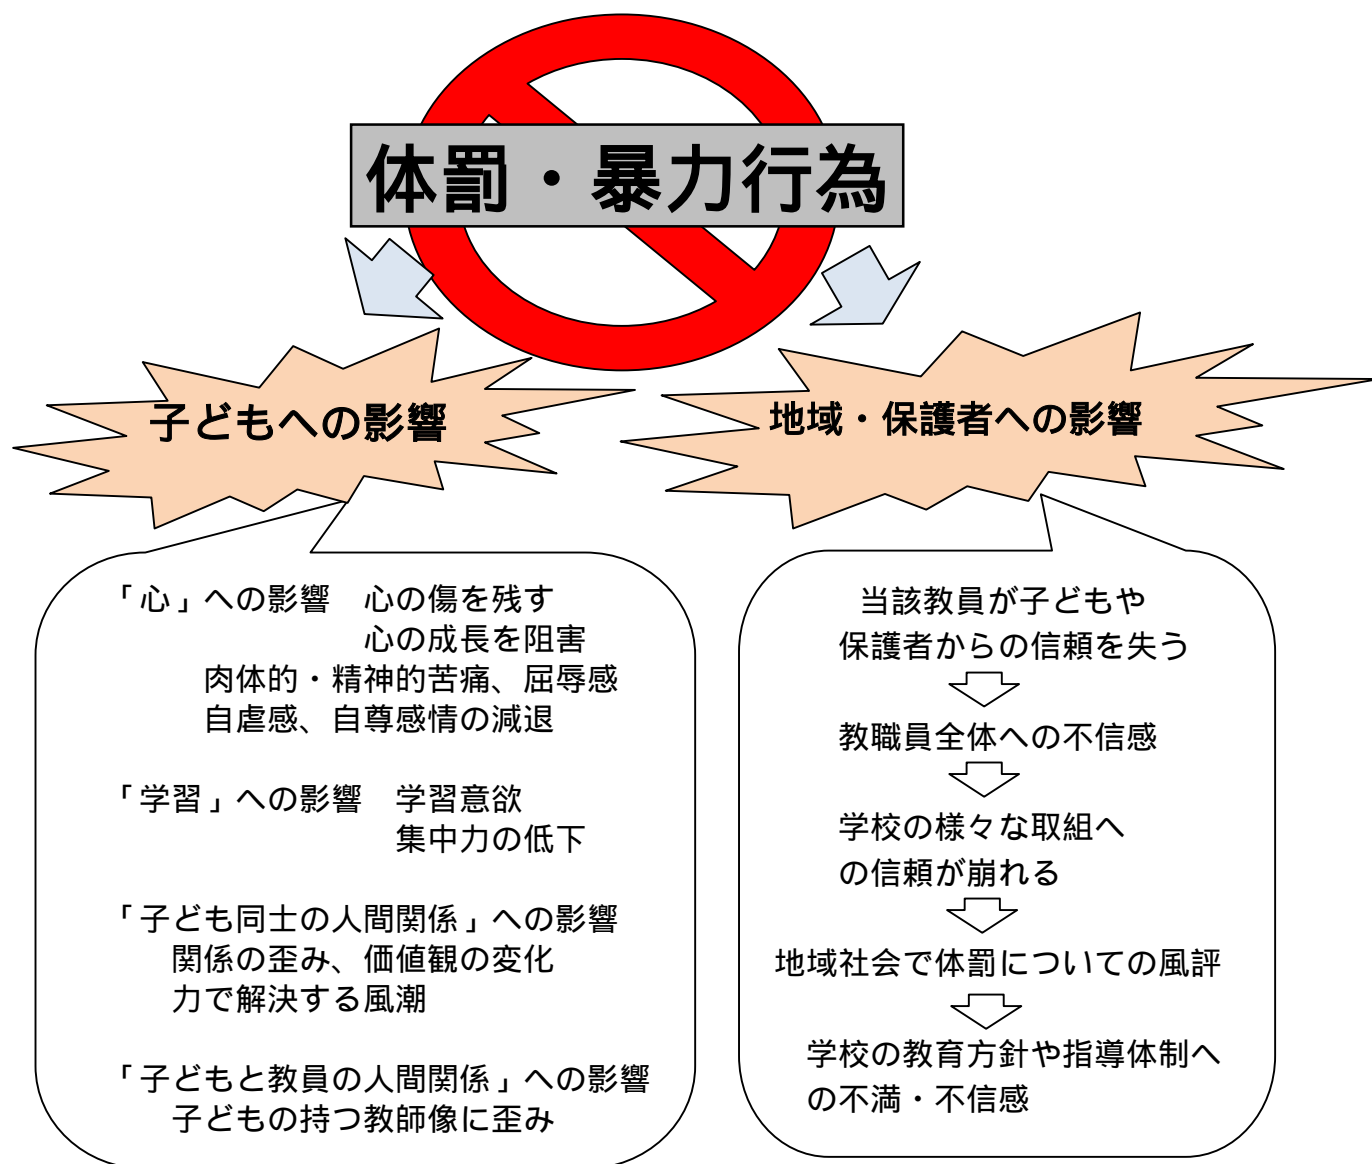 体罰・暴力行為
子どもへの影響
「心」への影響　心の傷を残す
心の成長を阻害
肉体的・精神的苦痛、屈辱感
自虐感、自尊感情の減退
「学習」への影響　学習意欲
集中力の低下
「子ども同士の人間関係」への影響
関係の歪み、価値観の変化
力で解決する風潮
「子どもと教員の人間関係」への影響
子どもの持つ教師像に歪み
地域・保護者への影響
当該教員が子どもや
保護者からの信頼を失う
教職員全体への不信感
学校の様々な取組へ
の信頼が崩れる
地域社会で体罰についての風評
学校の教育方針や指導体制へ
の不満・不信感